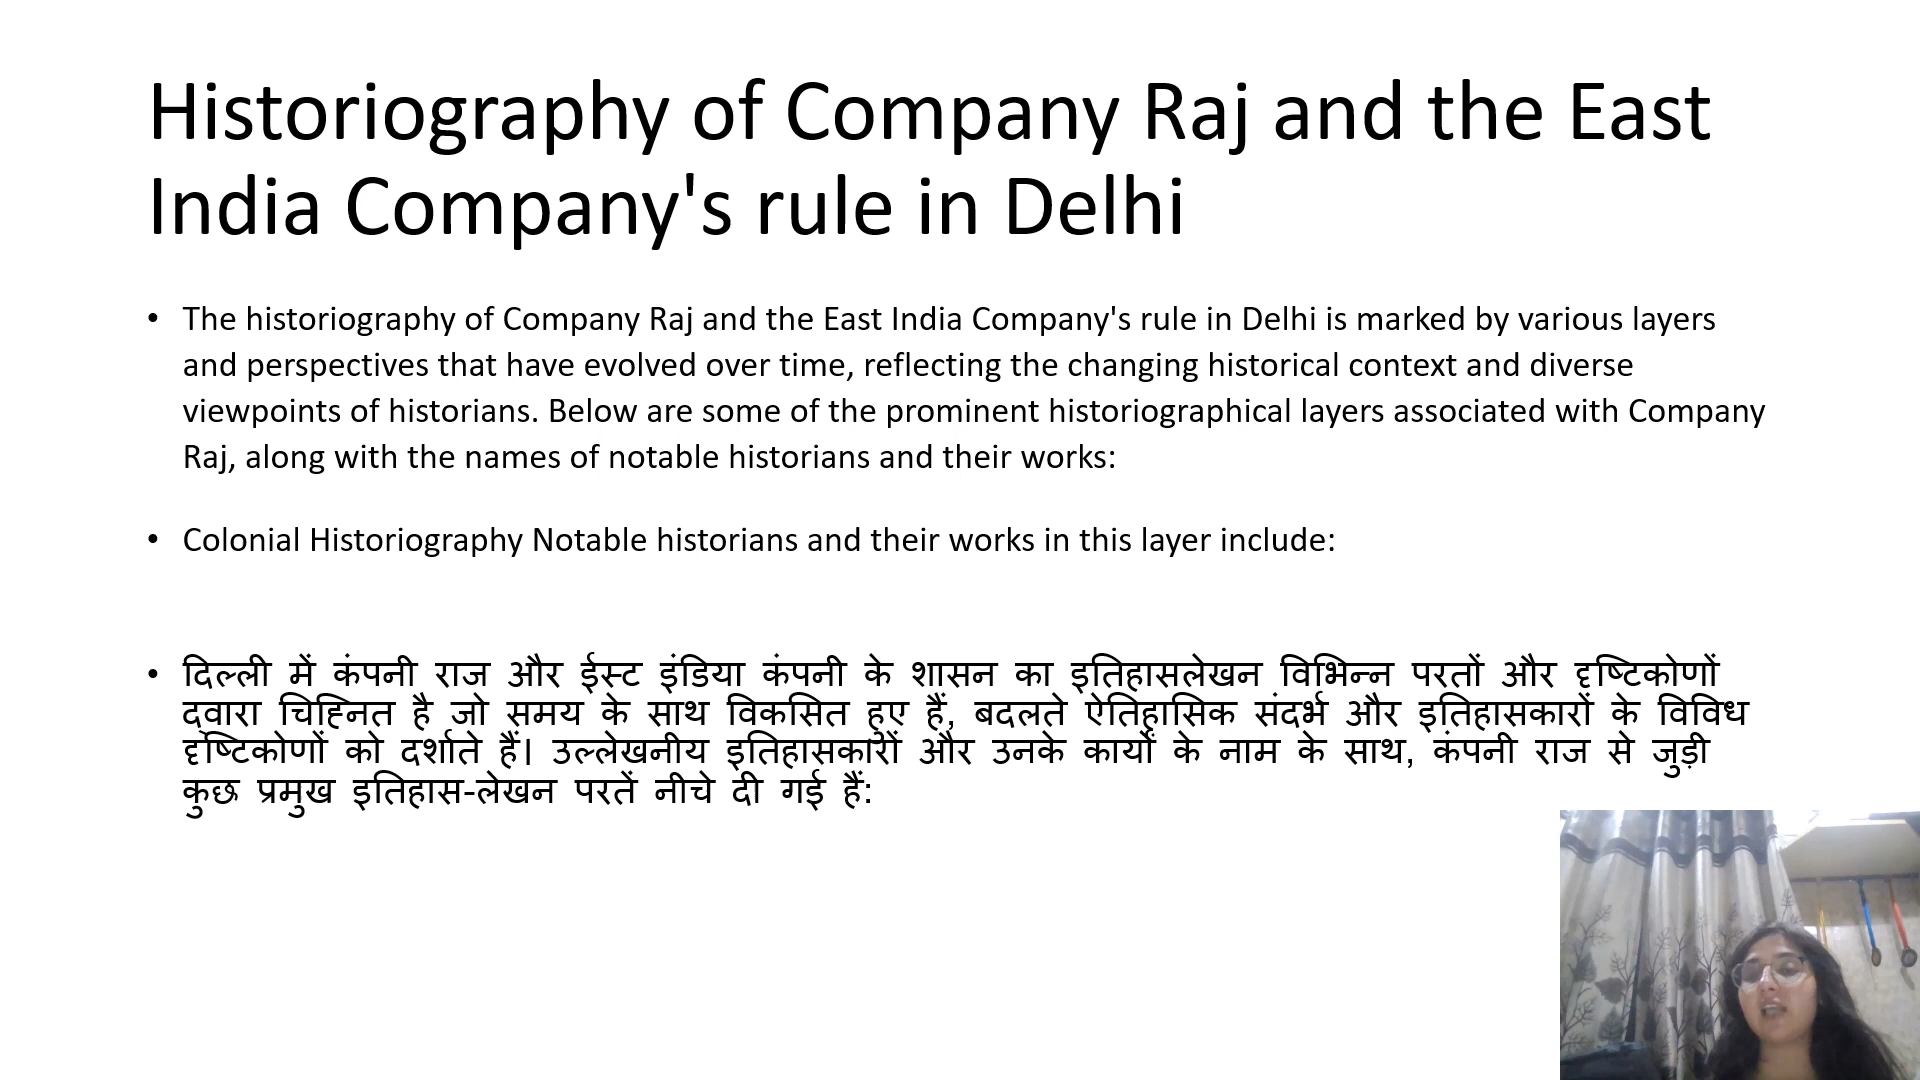 Historiography of Company Raj and the East
India Company's rule in Delhi
• The historiography of Company Raj and the East India Company's rule in Delhi is marked by various layers
and perspectives that have evolved over time, reflecting the changing historical context and diverse
viewpoints of historians. Below are some of the prominent historiographical layers associated with Company
Raj, along with the names of notable historians and their works:
• Colonial Historiography Notable historians and their works in this layer include:
• दिल्ली में कंपनी राज और ईस्ट इंडिया कंपनी के शासन का इतिहासलेखन विभिन्न परतों और दृष्टिकोणों
द्वारा चिह्नित है जो समय के साथ विकसित हुए हैं, बदलते ऐतिहासिक संदर्भ और इतिहासकारों के विविध
दृष्टिकोणों को दर्शाते हैं। उल्लेखनीय इतिहासकारों और उनके कार्यों के नाम के साथ, कंपनी राज से जुड़ी
कुछ प्रमुख इतिहास-लेखन परतें नीचे दी गई हैं: